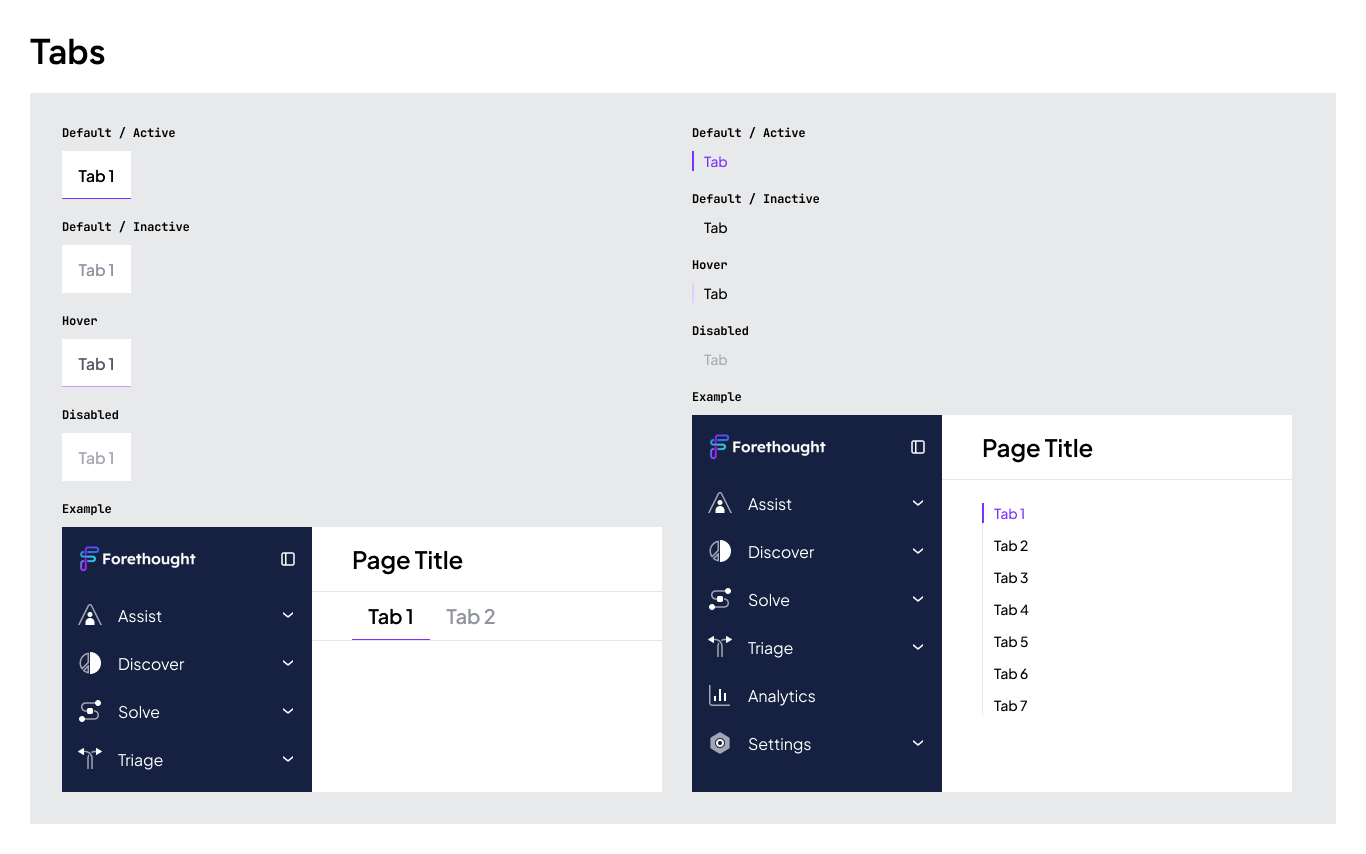 Tabs
Default / Active
Tab 1
Default / Inactive
Tab 1
Hover
Tab 1
Disabled
Tab 1
Example
Forethought
Assist
Discover
Solve
Triage
Page Title
Tab 1 Tab 2
Default / Active
Tab
Default / Inactive
Tab
Hover
Tab
Disabled
Tab
Example
Forethought
Assist
Discover
Solve
Triage
Analytics
Settings
Page Title
Tab 1
Tab 2
Tab 3
Tab 4
Tab 5
Tab 6
Tab 7